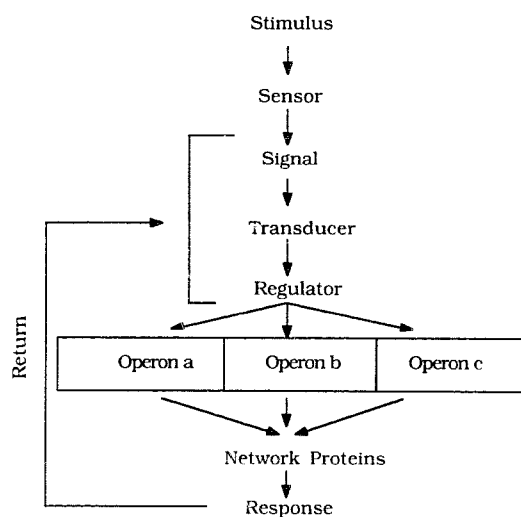 Stimulus
Sensor
Signal
Transducer
Regulator
Operon a Operon b Operon c
Network Proteins
Response
Return